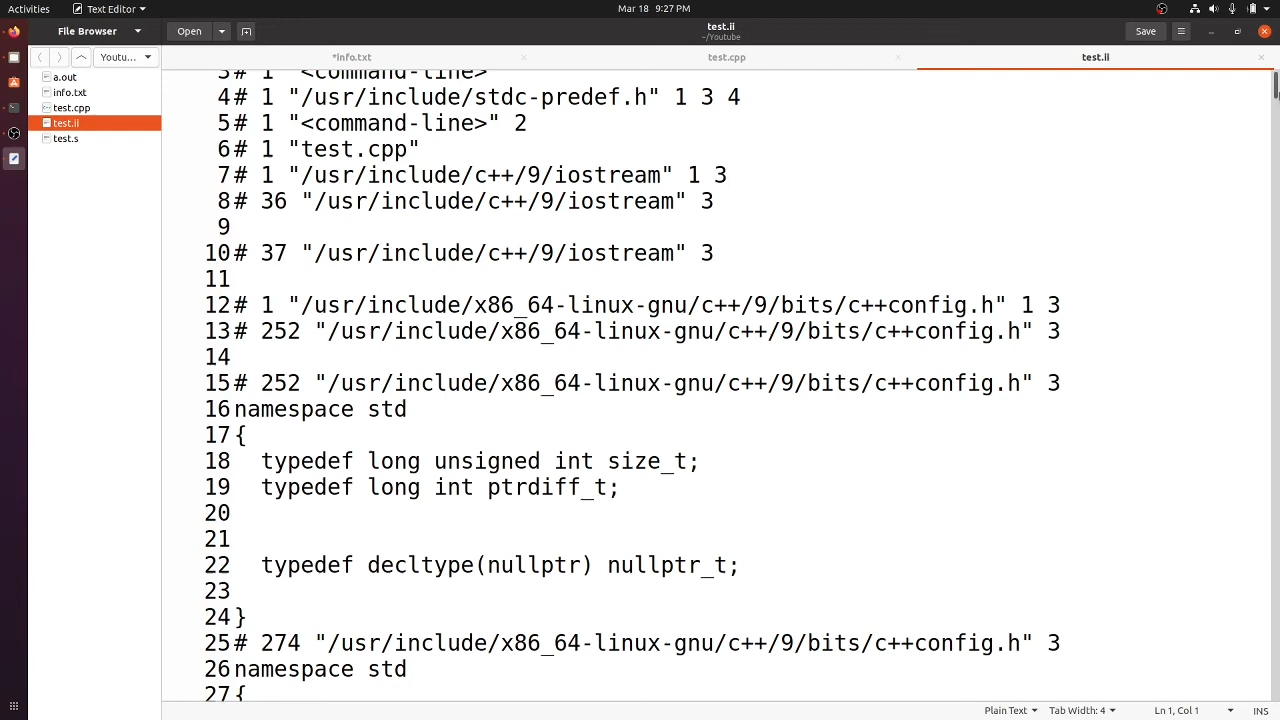 Activities Text Editor Mar 18 9:27 PM
File Browser Open test.ii Save
~/Youtube
Youtu... *info.txt test.cpp test.ii
a.out
info.txt
test.cpp
test.ii
test.s
3# 1 "<command-line>"
4# 1 "/usr/include/stdc-predef.h" 1 3 4
5# 1 "<command-line>" 2
6# 1 "test.cpp"
7# 1 "/usr/include/c++/9/iostream" 1 3
8# 36 "/usr/include/c++/9/iostream" 3
9
10# 37 "/usr/include/c++/9/iostream" 3
11
12# 1 "/usr/include/x86_64-linux-gnu/c++/9/bits/c++config.h" 1 3
13# 252 "/usr/include/x86_64-linux-gnu/c++/9/bits/c++config.h" 3
14
15# 252 "/usr/include/x86_64-linux-gnu/c++/9/bits/c++config.h" 3
16namespace std
17{
18  typedef long unsigned int size_t;
19  typedef long int ptrdiff_t;
20
21
22  typedef decltype(nullptr) nullptr_t;
23
24}
25# 274 "/usr/include/x86_64-linux-gnu/c++/9/bits/c++config.h" 3
26namespace std
27{
Plain Text Tab Width: 4 Ln 1, Col 1 INS